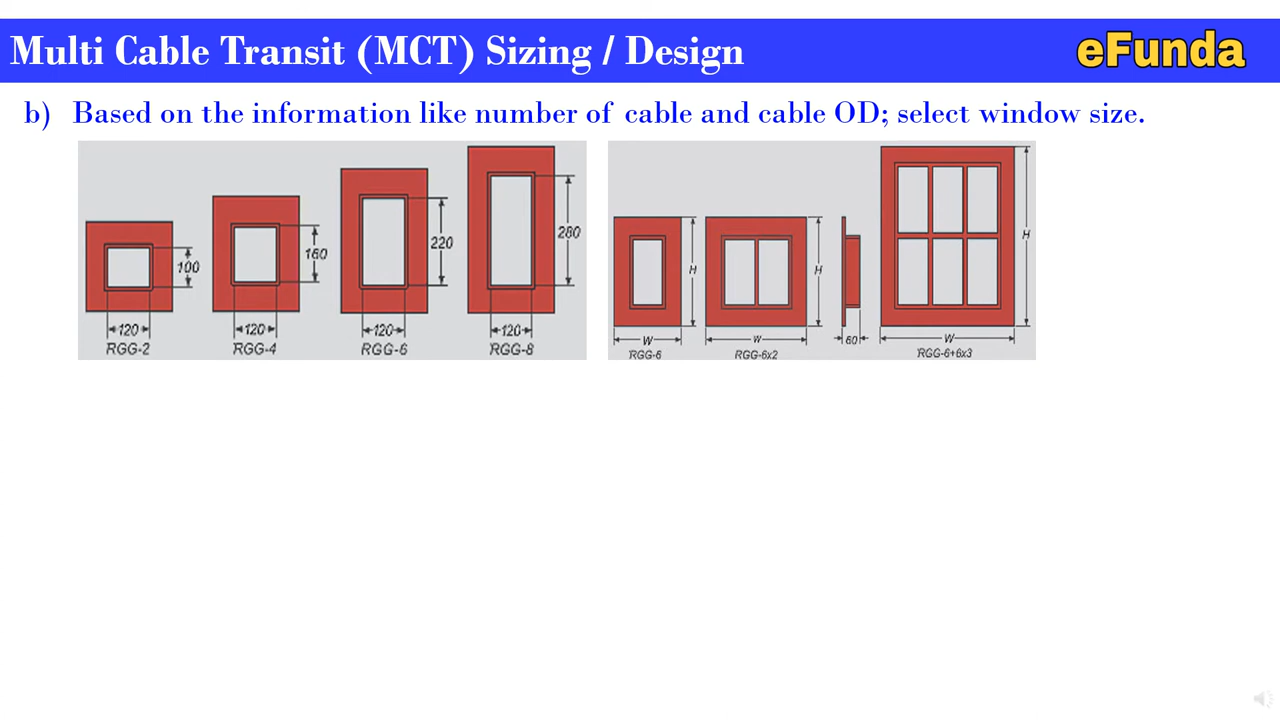 Multi Cable Transit (MCT) Sizing / Design
eFunda
b) Based on the information like number of cable and cable OD; select window size.
100
120
RGG-2
160
120
RGG-4
220
120
RGG-6
280
120
RGG-8
H
W
RGG-6
H
W
RGG-6x2
60
H
W
RGG-6+6x3